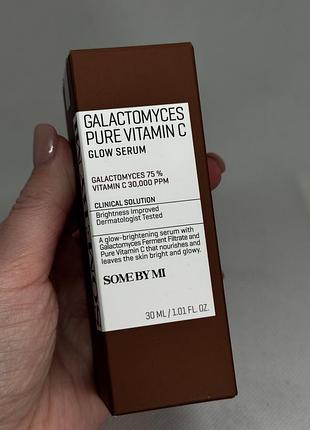 GALACTOMYCES
PURE VITAMIN C
GLOW SERUM
GALACTOMYCES 75 %
VITAMIN C 30,000 PPM
CLINICAL SOLUTION
Brightness Improved
Dermatologist Tested
A glow-brightening serum with
Galactomyces Ferment Filtrate and
Pure Vitamin C that nourishes and
leaves the skin bright and glowy.
SOME BY MI
30 ML / 1.01 FL. OZ.